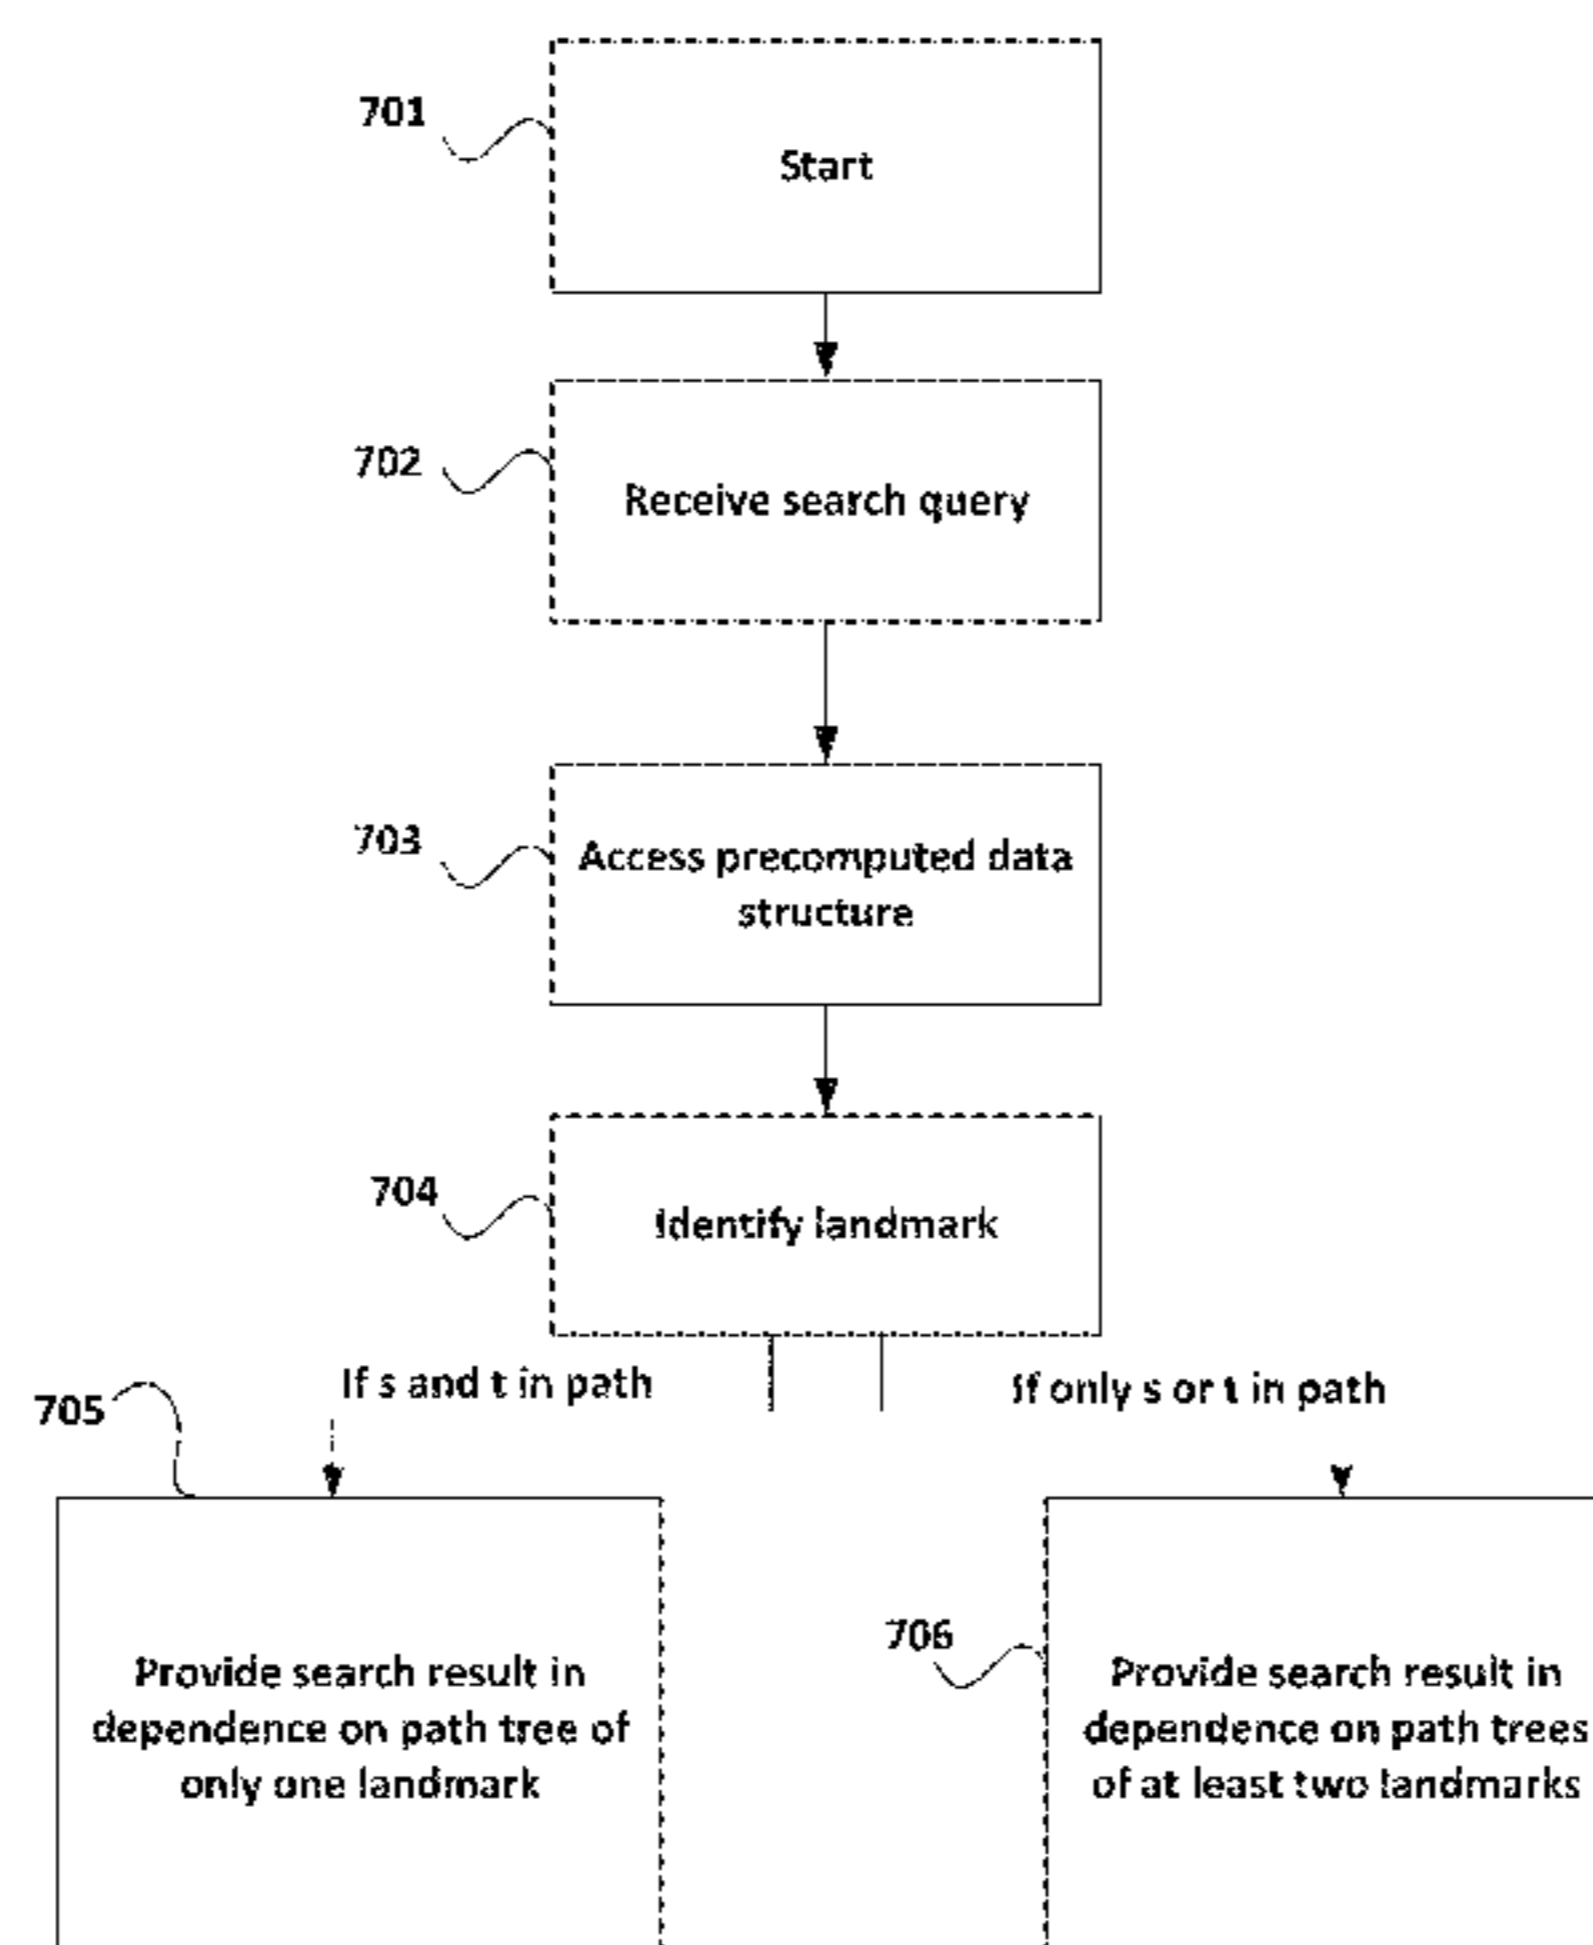 701
Start
702
Receive search query
703
Access precomputed data
structure
704
Identify landmark
If s and t in path
If only s or t in path
705
Provide search result in
dependence on path tree of
only one landmark
706
Provide search result in
dependence on path trees
of at least two landmarks